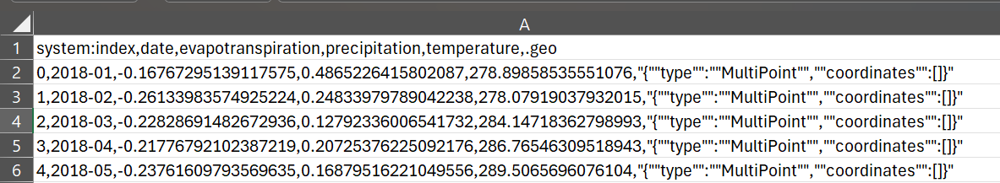 A
1 system:index,date,evapotranspiration,precipitation,temperature,.geo
2 0,2018-01,-0.16767295139117575,0.4865226415802087,278.89858535551076,"{""type"":""MultiPoint"",""coordinates"":[]}"
3 1,2018-02,-0.26133983574925224,0.24833979789042238,278.07919037932015,"{""type"":""MultiPoint"",""coordinates"":[]}"
4 2,2018-03,-0.22828691482672936,0.12792336006541732,284.14718362798993,"{""type"":""MultiPoint"",""coordinates"":[]}"
5 3,2018-04,-0.21776792102387219,0.20725376225092176,286.76546309518943,"{""type"":""MultiPoint"",""coordinates"":[]}"
6 4,2018-05,-0.23761609793569635,0.16879516221049556,289.5065696076104,"{""type"":""MultiPoint"",""coordinates"":[]}"